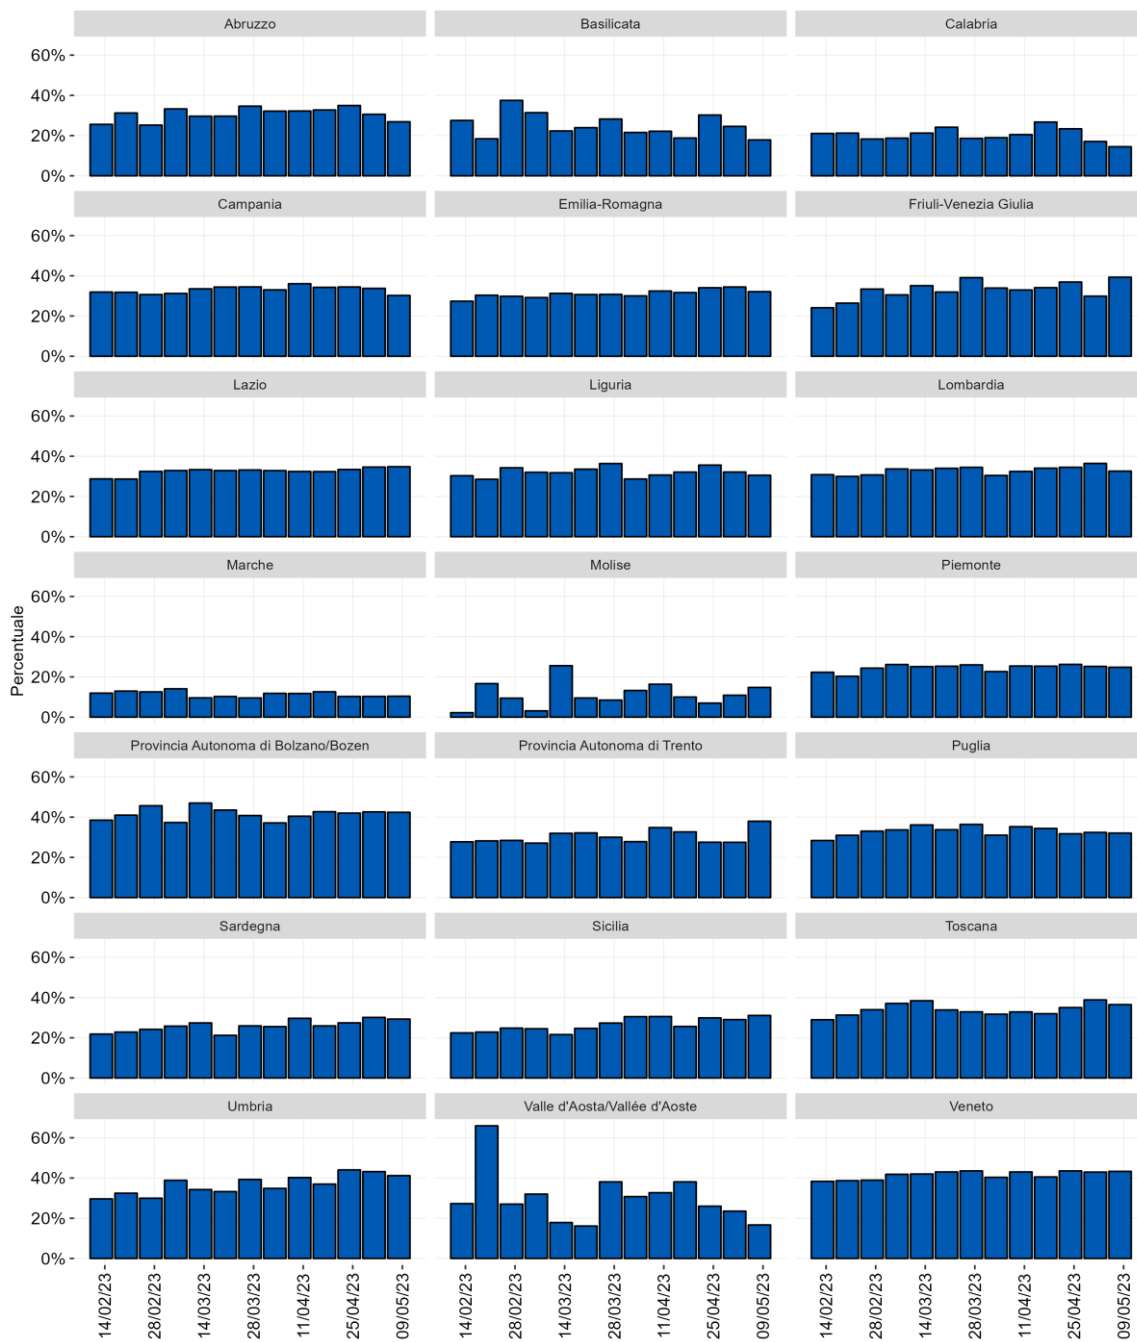 Abruzzo
Basilicata
Calabria
60%
40%
20%
0%
Campania
Emilia-Romagna
Friuli-Venezia Giulia
60%
40%
20%
0%
Lazio
Liguria
Lombardia
60%
40%
20%
0%
Marche
Molise
Piemonte
60%
40%
20%
0%
Percentuale
Provincia Autonoma di Bolzano/Bozen
Provincia Autonoma di Trento
Puglia
60%
40%
20%
0%
Sardegna
Sicilia
Toscana
60%
40%
20%
0%
Umbria
Valle d'Aosta/Vallée d'Aoste
Veneto
60%
40%
20%
0%
14/02/23
28/02/23
14/03/23
28/03/23
11/04/23
25/04/23
09/05/23
14/02/23
28/02/23
14/03/23
28/03/23
11/04/23
25/04/23
09/05/23
14/02/23
28/02/23
14/03/23
28/03/23
11/04/23
25/04/23
09/05/23